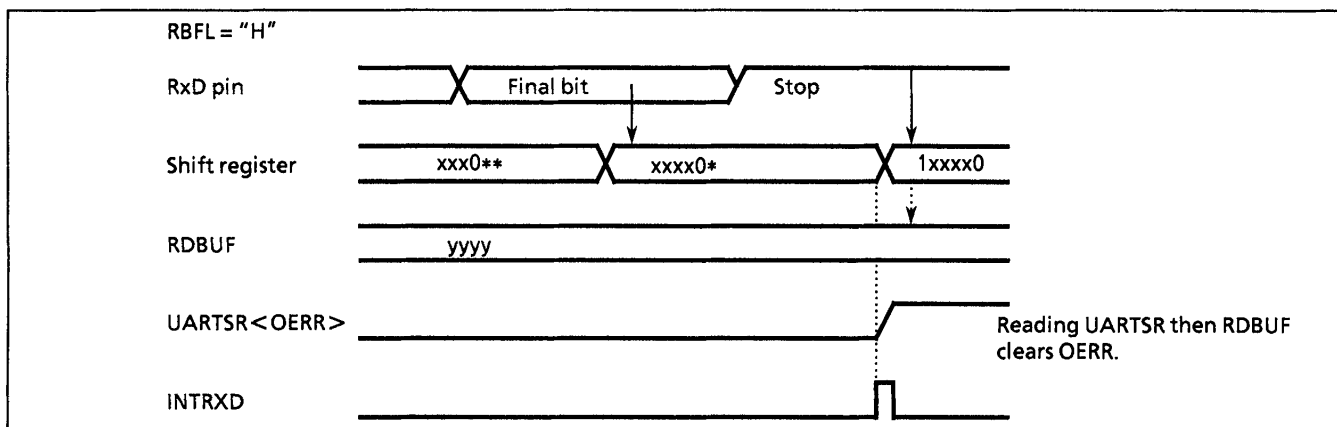 RBFL = "H"
RxD pin Final bit Stop
Shift register xxx0** xxxx0* 1xxxx0
RDBUF yyyy
UARTSR<OERR> Reading UARTSR then RDBUF
clears OERR.
INTRXD